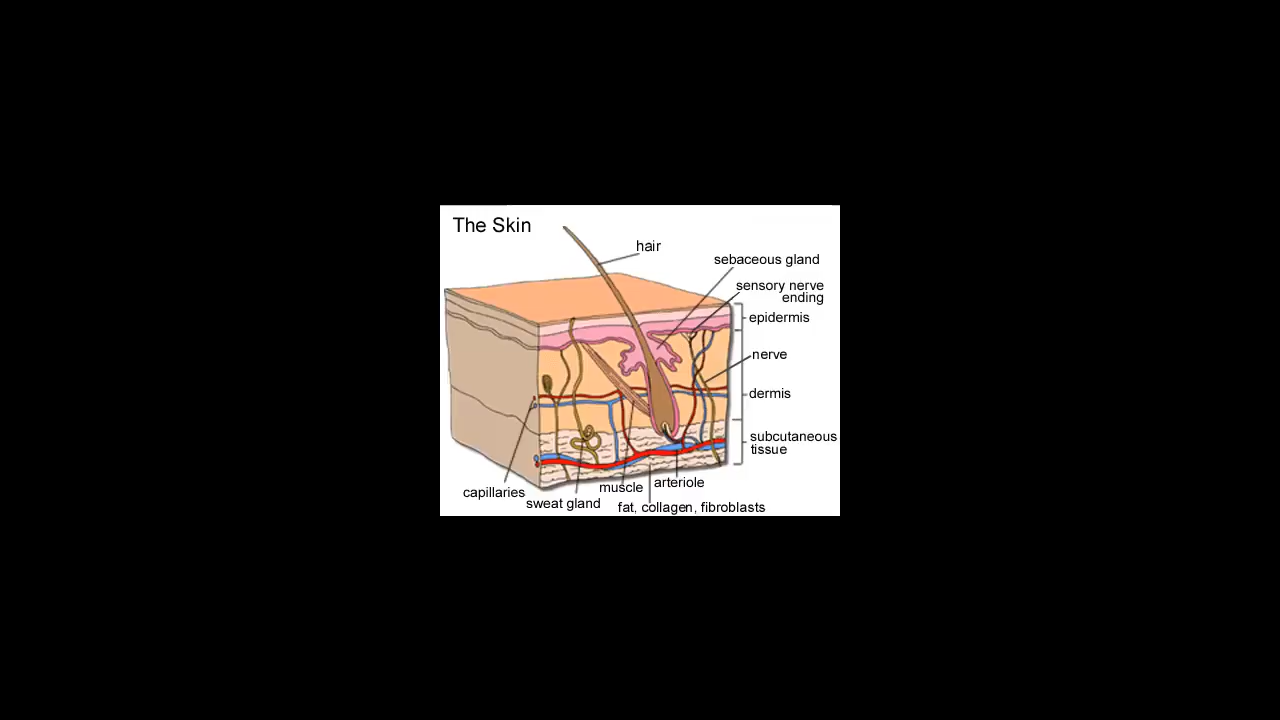 The Skin
hair
sebaceous gland
sensory nerve
ending
epidermis
nerve
dermis
subcutaneous
tissue
capillaries
sweat gland
muscle
arteriole
fat, collagen, fibroblasts